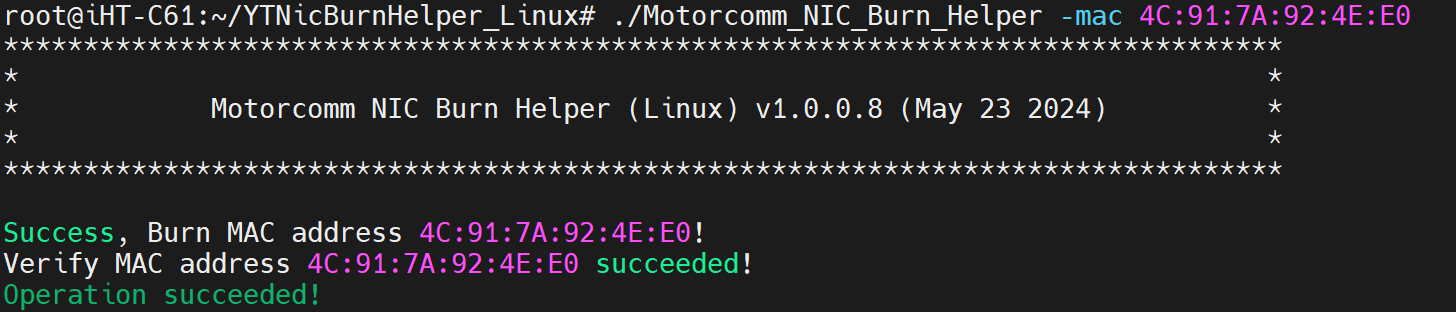 root@iHT-C61:~/YTNicBurnHelper_Linux# ./Motorcomm_NIC_Burn_Helper -mac 4C:91:7A:92:4E:E0
********************************************************************************
*                                                                              *
*            Motorcomm NIC Burn Helper (Linux) v1.0.0.8 (May 23 2024)          *
*                                                                              *
********************************************************************************
Success, Burn MAC address 4C:91:7A:92:4E:E0!
Verify MAC address 4C:91:7A:92:4E:E0 succeeded!
Operation succeeded!